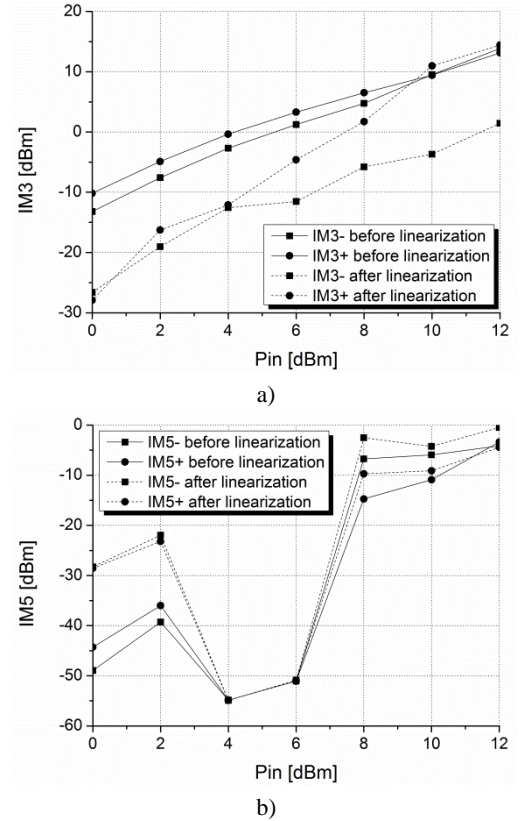 20
10
0
-10
-20
-30
IM3 [dBm]
IM3- before linearization
IM3+ before linearization
IM3- after linearization
IM3+ after linearization
0 2 4 6 8 10 12
Pin [dBm]
a)
0
-10
-20
-30
-40
-50
-60
IM5 [dBm]
IM5- before linearization
IM5+ before linearization
IM5- after linearization
IM5+ after linearization
0 2 4 6 8 10 12
Pin [dBm]
b)